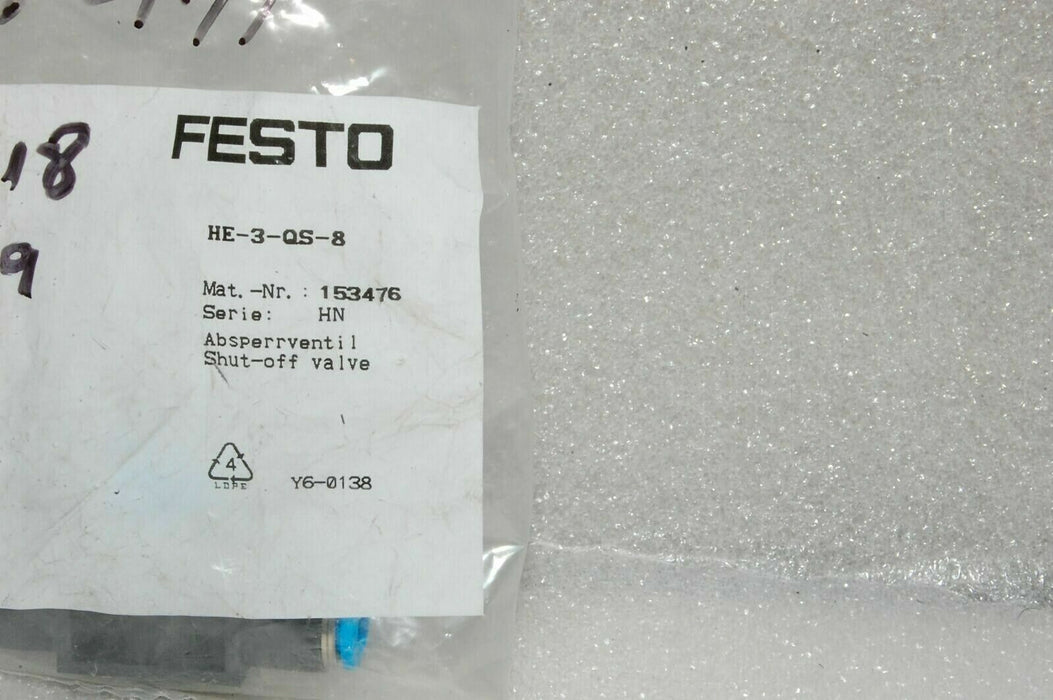 FESTO
18
HE-3-QS-8
9
Mat.-Nr.: 153476
Serie: HN
Absperrventil
Shut-off valve
4
LDPE
Y6-0138